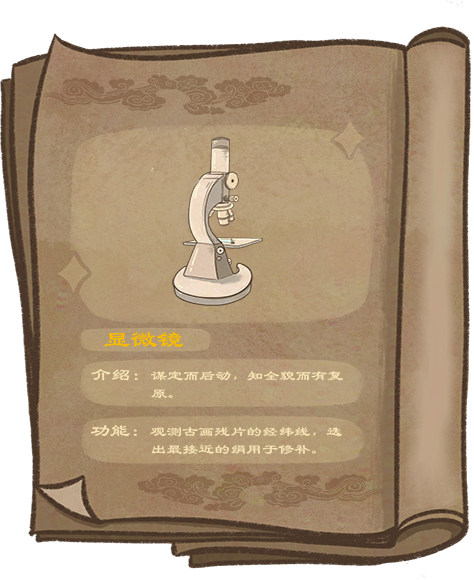 显微镜
介绍：谋定而后动，知全貌而有复
原。
功能：观测古画残片的经纬线，选
出最接近的绢用于修补。